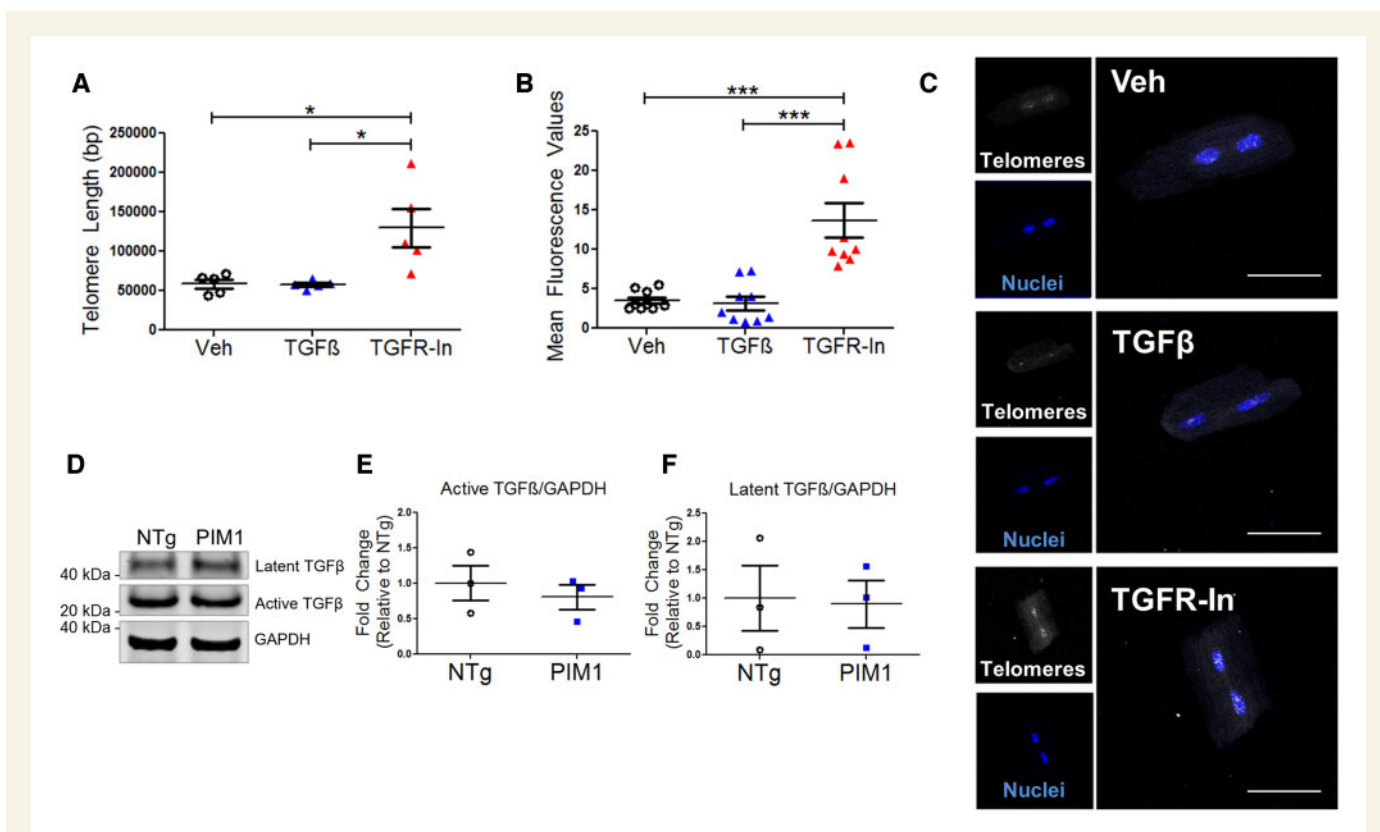 A
*
*
Telomere Length (bp)
250000
200000
150000
100000
50000
0
Veh TGFß TGFR-In
B
***
***
Mean Fluorescence Values
25
20
15
10
5
0
Veh TGFß TGFR-In
C
Telomeres
Nuclei
Veh
Telomeres
Nuclei
TGFβ
Telomeres
Nuclei
TGFR-In
D
NTg PIM1
40 kDa - Latent TGFβ
20 kDa - Active TGFβ
40 kDa - GAPDH
E
Active TGFß/GAPDH
Fold Change
(Relative to NTg)
2.0
1.5
1.0
0.5
0.0
NTg PIM1
F
Latent TGFß/GAPDH
Fold Change
(Relative to NTg)
2.5
2.0
1.5
1.0
0.5
0.0
NTg PIM1